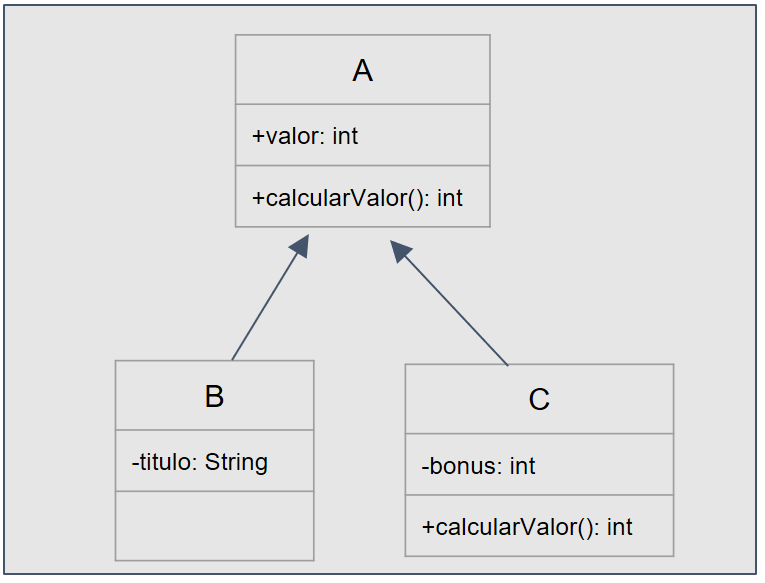 A
+valor: int
+calcularValor(): int
B
-titulo: String
C
-bonus: int
+calcularValor(): int